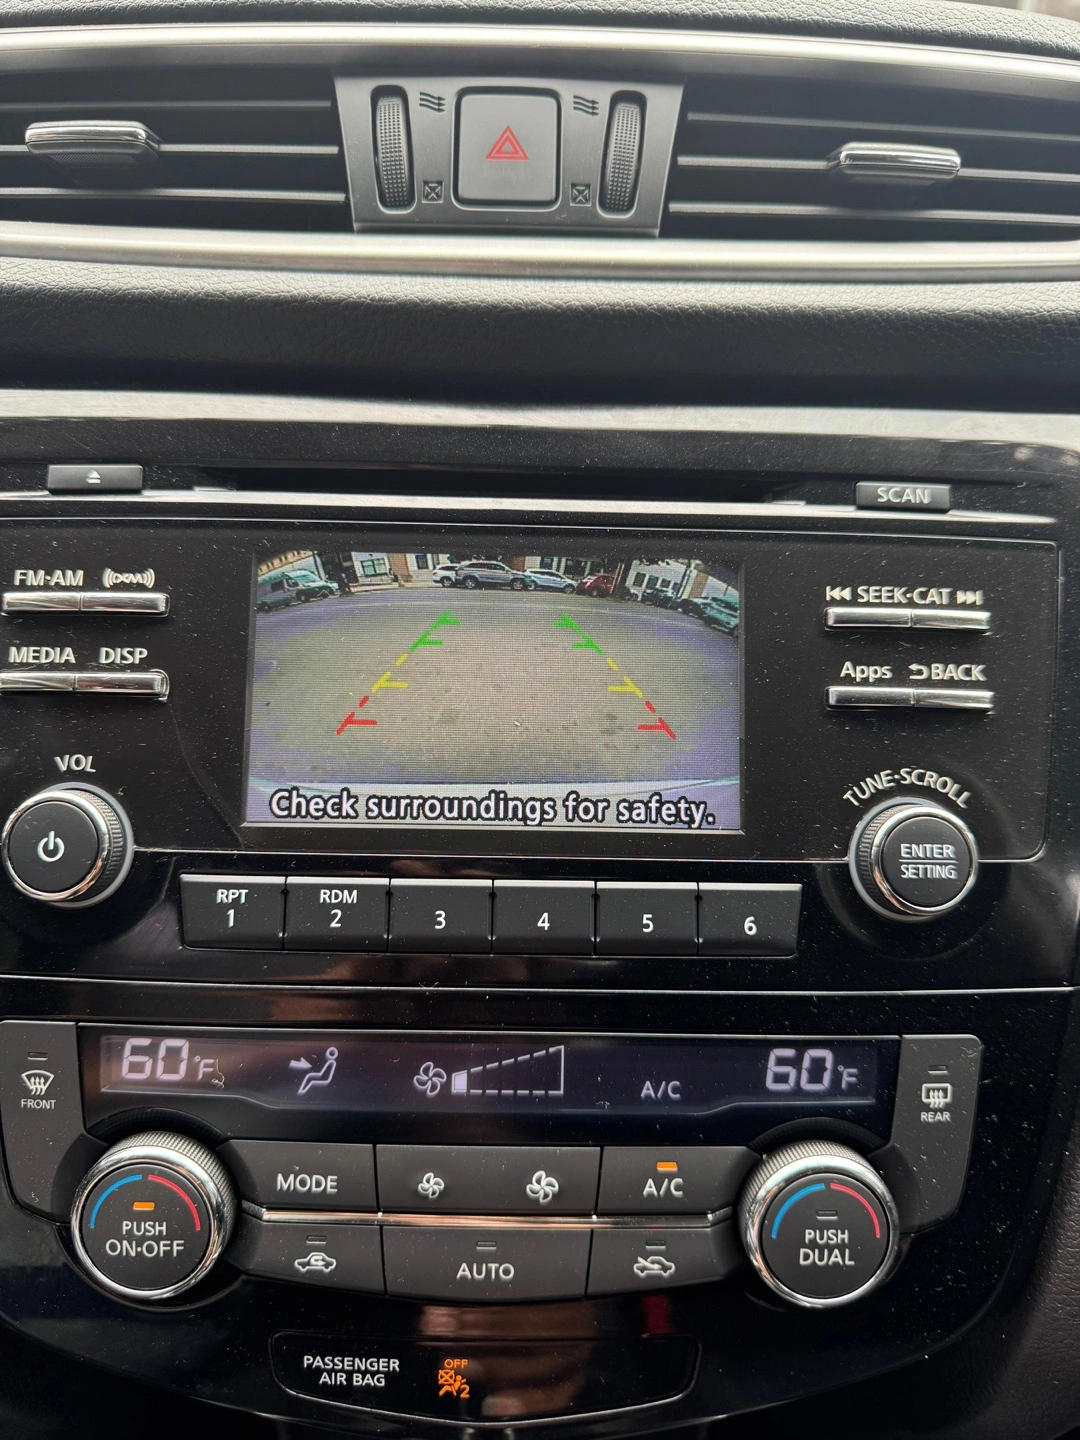 SCAN
FM·AM
((XM))
SEEK·CAT
MEDIA
DISP
Apps
BACK
VOL
TUNE·SCROLL
Check surroundings for safety.
ENTER
SETTING
RPT
1
RDM
2
3
4
5
6
60°F
A/C
60°F
FRONT
REAR
MODE
A/C
PUSH
ON·OFF
AUTO
PUSH
DUAL
PASSENGER
AIR BAG
OFF
2